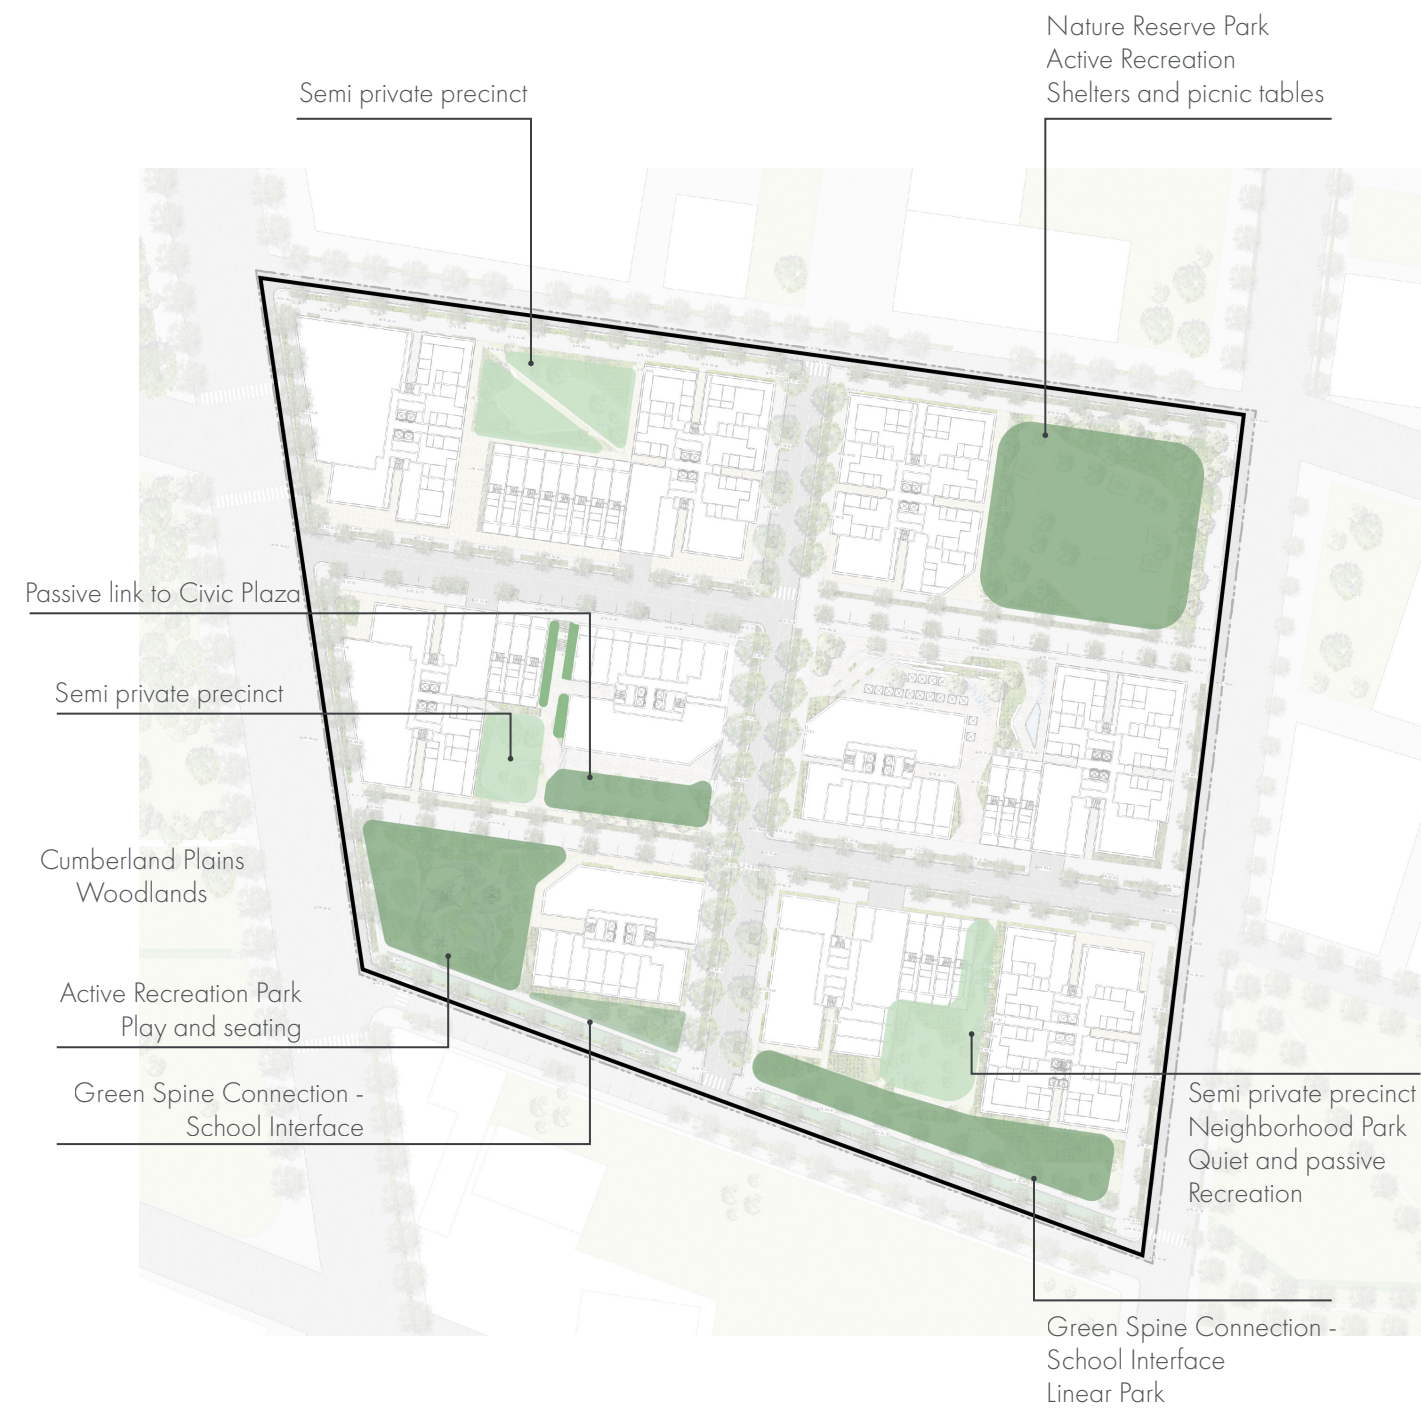 Nature Reserve Park
Active Recreation
Shelters and picnic tables
Semi private precinct
Passive link to Civic Plaza
Semi private precinct
Cumberland Plains
Woodlands
Active Recreation Park
Play and seating
Green Spine Connection -
School Interface
Semi private precinct
Neighborhood Park
Quiet and passive
Recreation
Green Spine Connection -
School Interface
Linear Park